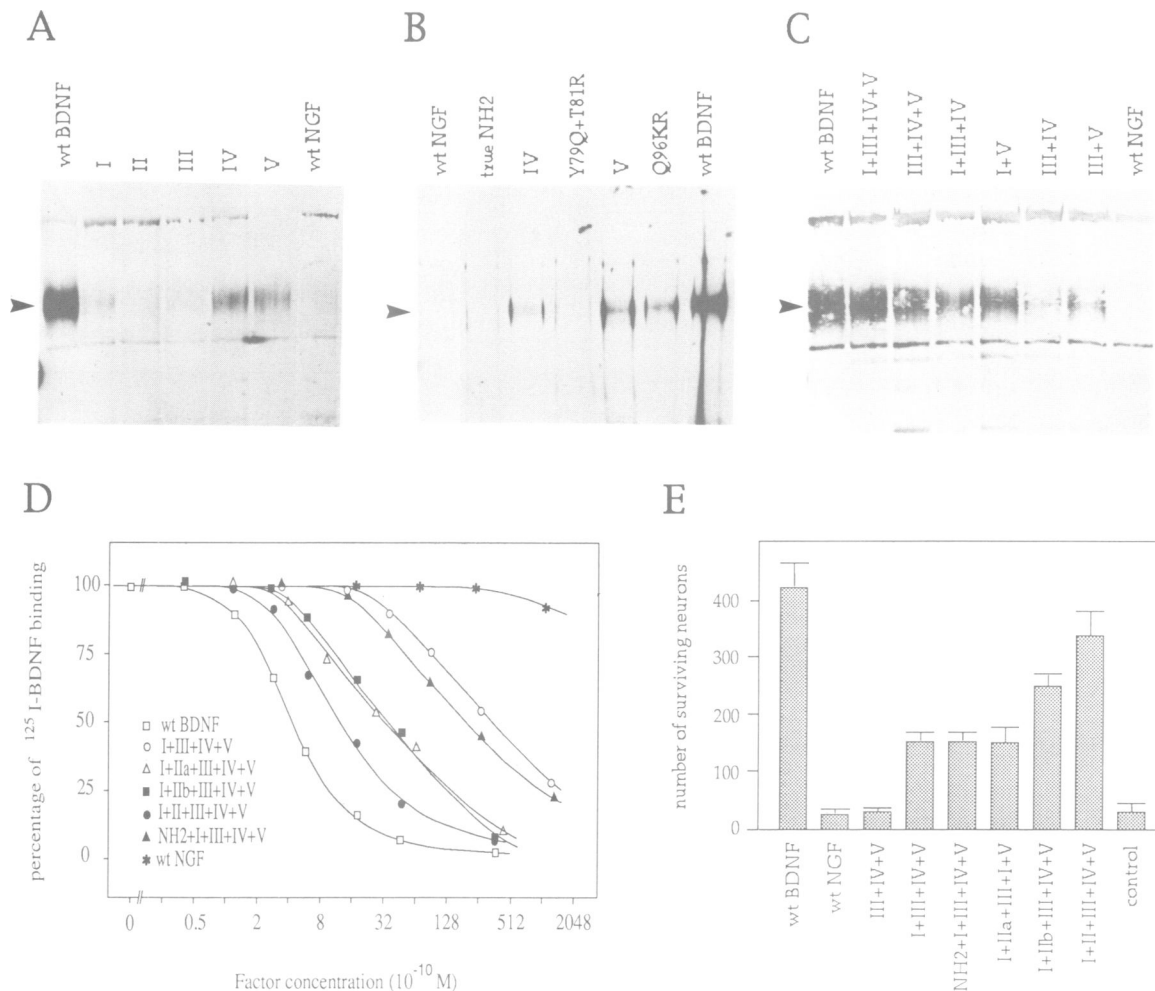 A
wt BDNF
I
II
III
IV
V
wt NGF
B
wt NGF
true NH2
IV
Y79Q+T81R
V
Q96KR
wt BDNF
C
wt BDNF
I+III+IV+V
III+IV+V
I+III+IV
I+V
III+IV
III+V
wt NGF
D
percentage of 125 I-BDNF binding
100
75
50
25
0
wt BDNF
I+III+IV+V
I+IIa+III+IV+V
I+IIb+III+IV+V
I+II+III+IV+V
NH2+I+III+IV+V
wt NGF
0 0.5 2 8 32 128 512 2048
Factor concentration (10-10 M)
E
number of surviving neurons
400
300
200
100
0
wt BDNF
wt NGF
III+IV+V
I+III+IV+V
NH2+I+III+IV+V
I+IIa+III+I+V
I+IIb+III+IV+V
I+II+III+IV+V
control